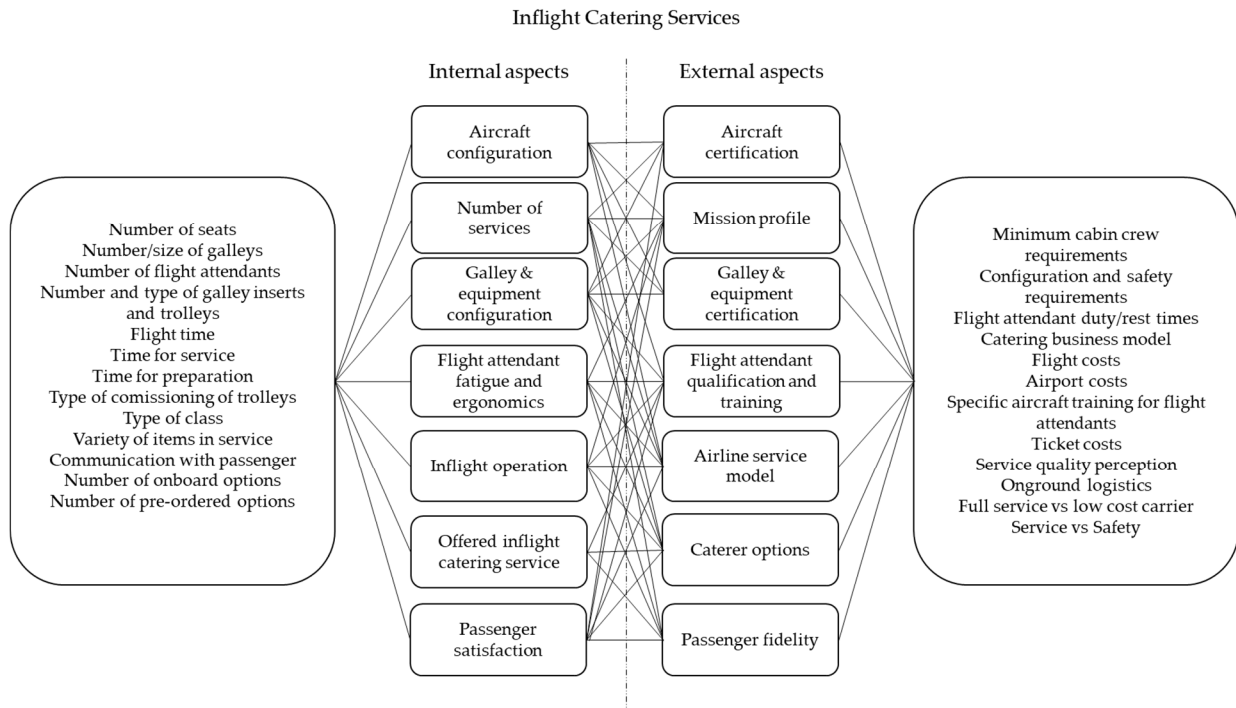 Inflight Catering Services
Internal aspects
External aspects
Number of seats
Number/size of galleys
Number of flight attendants
Number and type of galley inserts
and trolleys
Flight time
Time for service
Time for preparation
Type of comissioning of trolleys
Type of class
Variety of items in service
Communication with passenger
Number of onboard options
Number of pre-ordered options
Aircraft
configuration
Number of
services
Galley &
equipment
configuration
Flight attendant
fatigue and
ergonomics
Inflight operation
Offered inflight
catering service
Passenger
satisfaction
Aircraft
certification
Mission profile
Galley &
equipment
certification
Flight attendant
qualification and
training
Airline service
model
Caterer options
Passenger fidelity
Minimum cabin crew
requirements
Configuration and safety
requirements
Flight attendant duty/rest times
Catering business model
Flight costs
Airport costs
Specific aircraft training for flight
attendants
Ticket costs
Service quality perception
Onground logistics
Full service vs low cost carrier
Service vs Safety